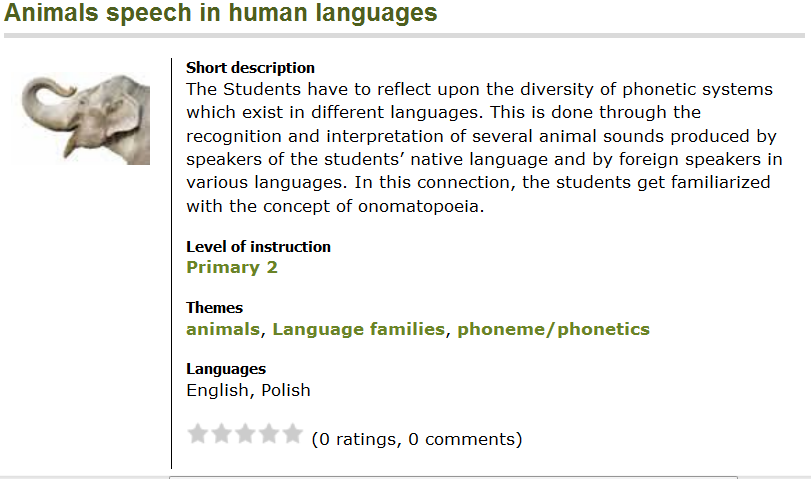 Animals speech in human languages
Short description
The Students have to reflect upon the diversity of phonetic systems
which exist in different languages. This is done through the
recognition and interpretation of several animal sounds produced by
speakers of the students’ native language and by foreign speakers in
various languages. In this connection, the students get familiarized
with the concept of onomatopoeia.
Level of instruction
Primary 2
Themes
animals, Language families, phoneme/phonetics
Languages
English, Polish
(0 ratings, 0 comments)